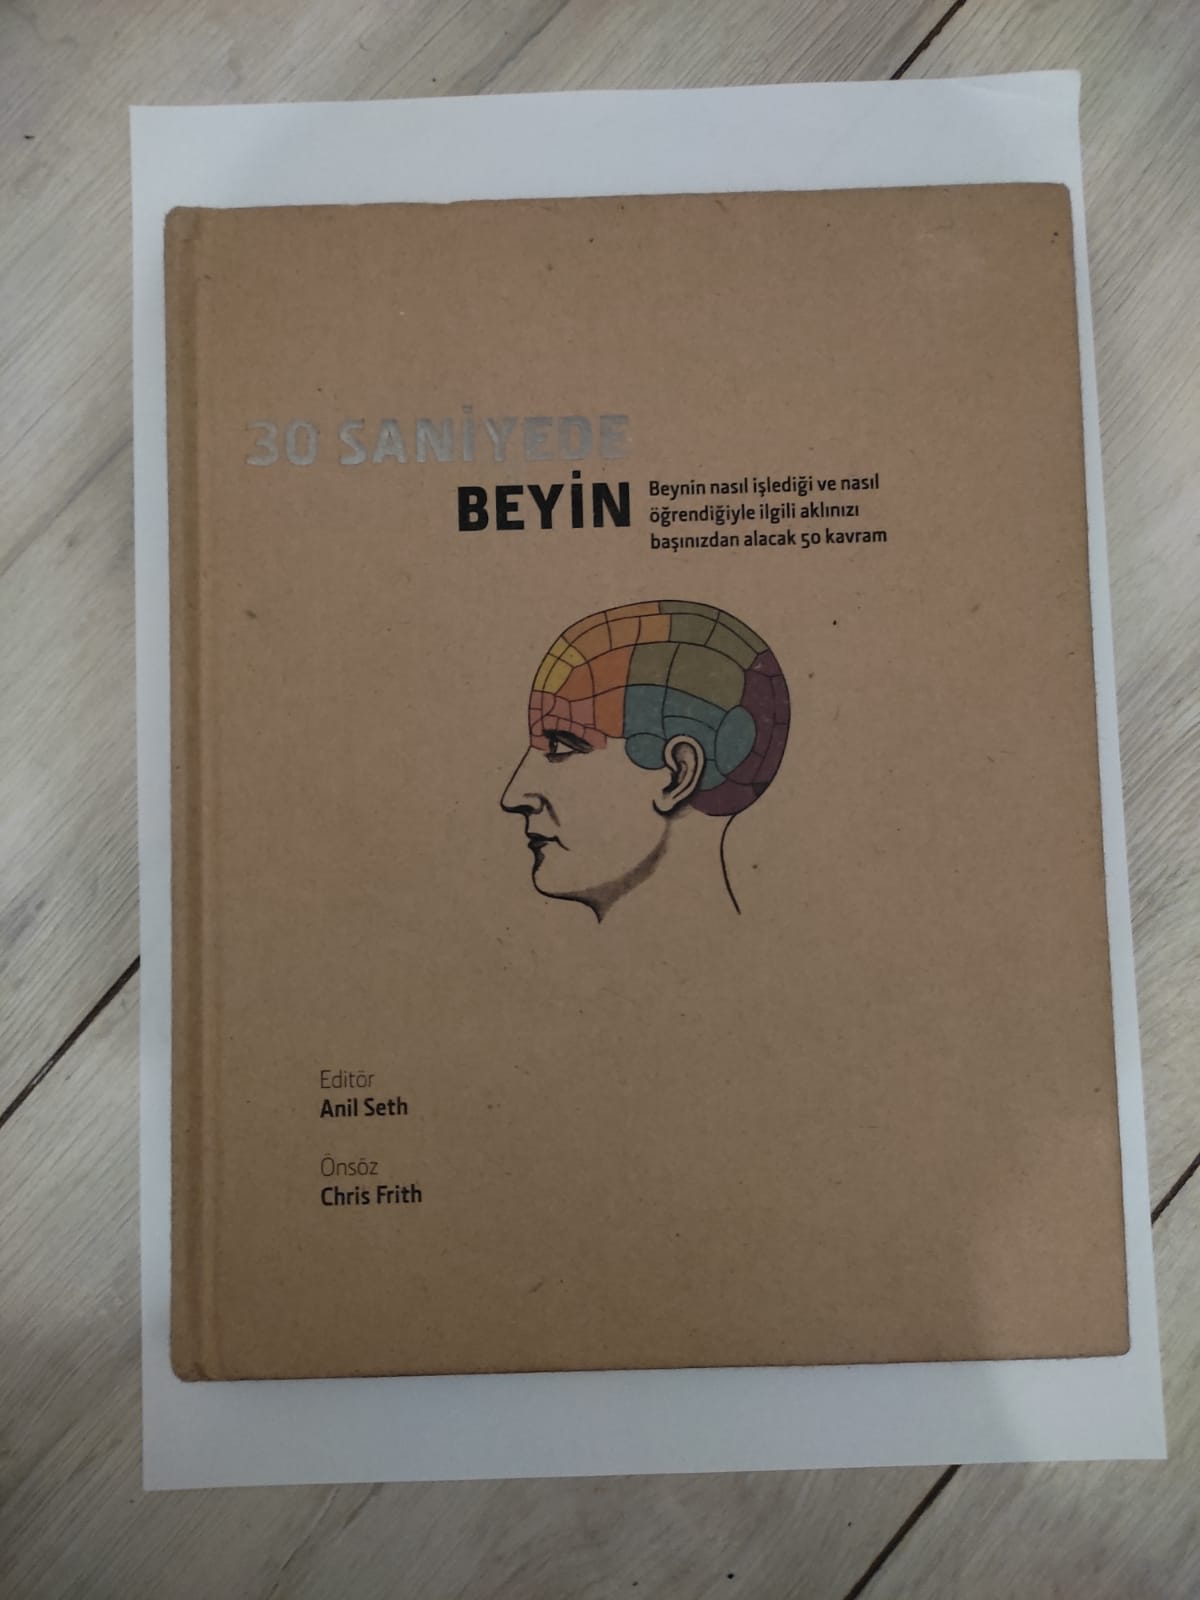 30 SANİYEDE
BEYİN
Beynin nasıl işlediği ve nasıl
öğrendiğiyle ilgili aklınızı
başınızdan alacak 50 kavram
Editör
Anil Seth
Önsöz
Chris Frith